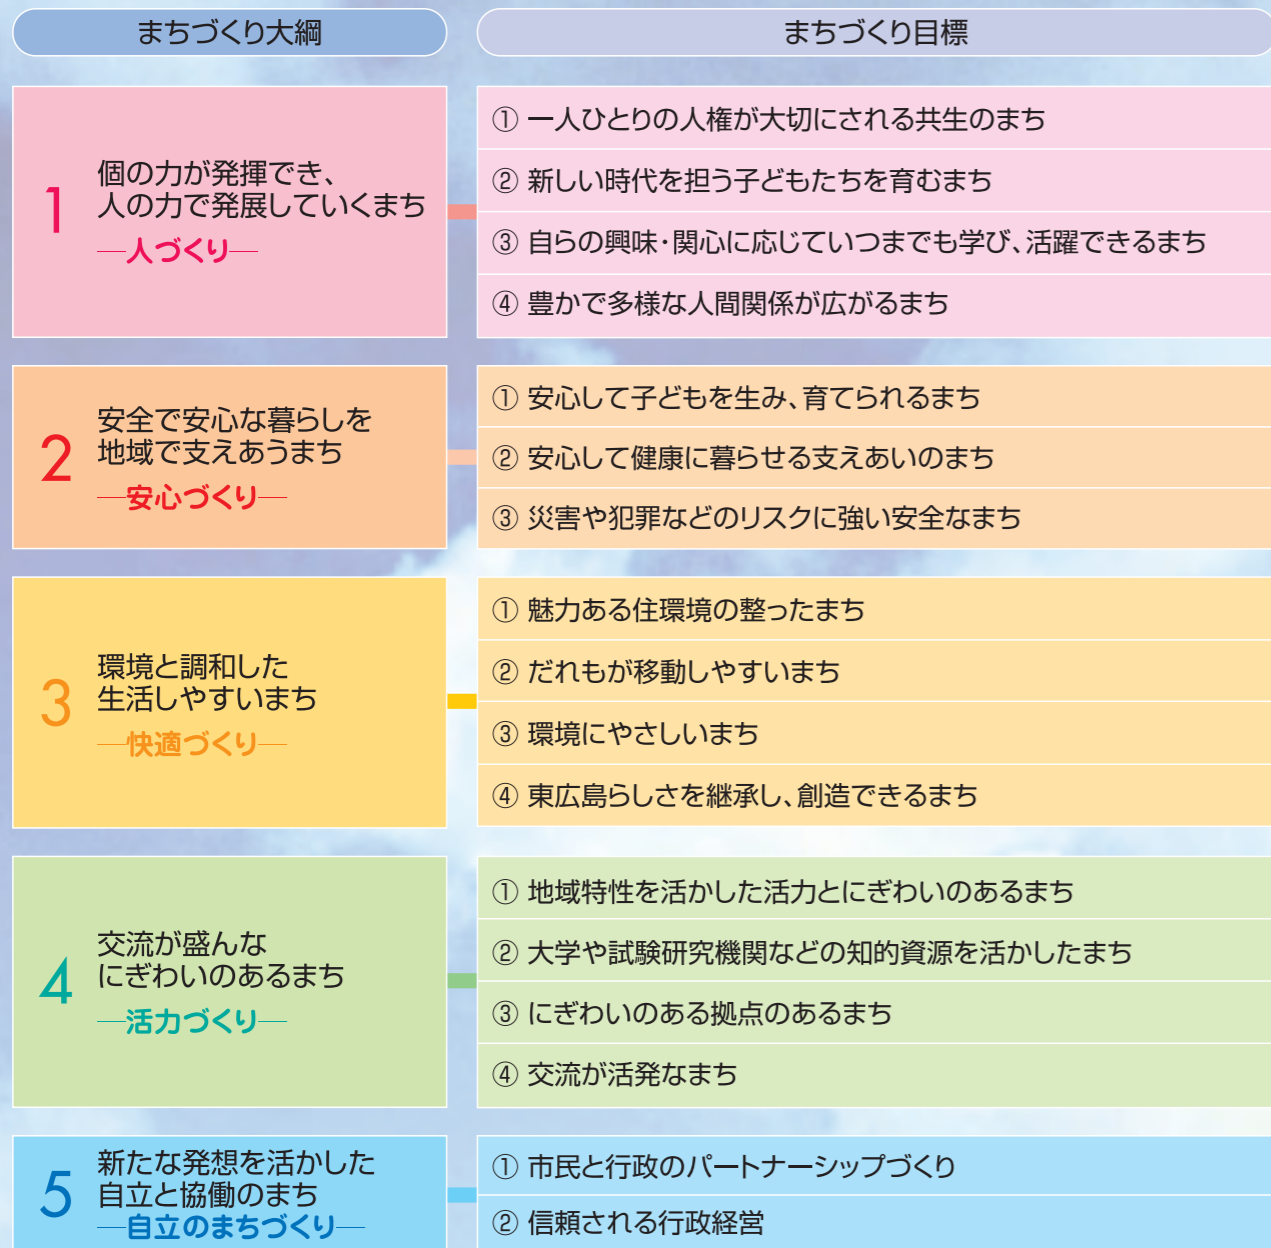 まちづくり大綱
まちづくり目標
1
個の力が発揮でき、
人の力で発展していくまち
―人づくり―
① 一人ひとりの人権が大切にされる共生のまち
② 新しい時代を担う子どもたちを育むまち
③ 自らの興味・関心に応じていつまでも学び、活躍できるまち
④ 豊かで多様な人間関係が広がるまち
2
安全で安心な暮らしを
地域で支えあうまち
―安心づくり―
① 安心して子どもを生み、育てられるまち
② 安心して健康に暮らせる支えあいのまち
③ 災害や犯罪などのリスクに強い安全なまち
3
環境と調和した
生活しやすいまち
―快適づくり―
① 魅力ある住環境の整ったまち
② だれもが移動しやすいまち
③ 環境にやさしいまち
④ 東広島らしさを継承し、創造できるまち
4
交流が盛んな
にぎわいのあるまち
―活力づくり―
① 地域特性を活かした活力とにぎわいのあるまち
② 大学や試験研究機関などの知的資源を活かしたまち
③ にぎわいのある拠点のあるまち
④ 交流が活発なまち
5
新たな発想を活かした
自立と協働のまち
―自立のまちづくり―
① 市民と行政のパートナーシップづくり
② 信頼される行政経営